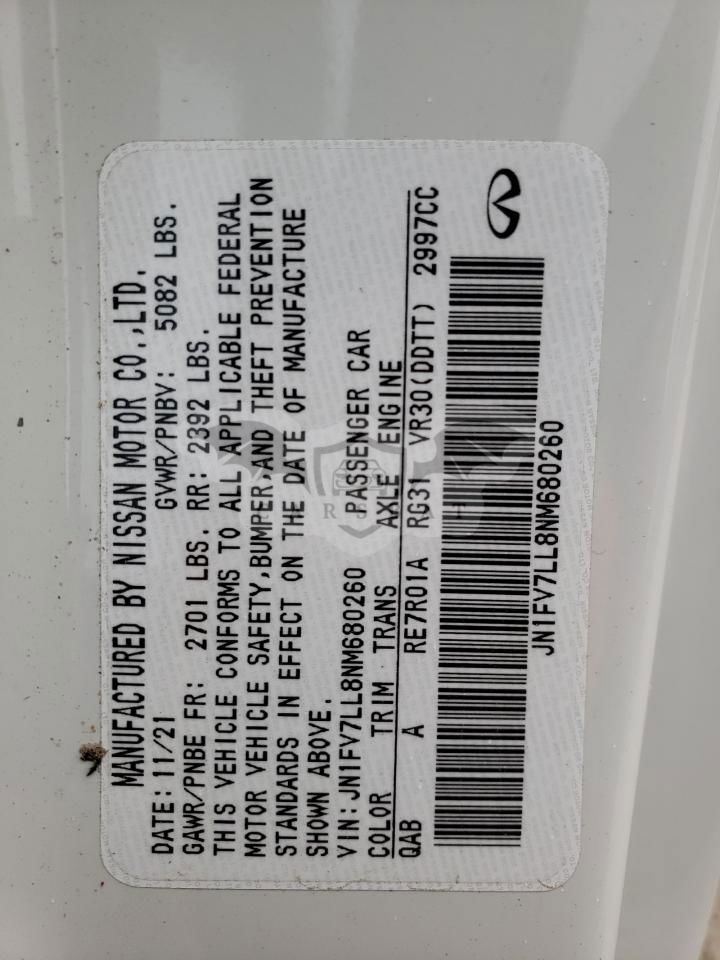 MANUFACTURED BY NISSAN MOTOR CO.,LTD.
DATE: 11/21 GVWR/PNBV: 5082 LBS.
GAWR/PNBE FR: 2701 LBS. RR: 2392 LBS.
THIS VEHICLE CONFORMS TO ALL APPLICABLE FEDERAL
MOTOR VEHICLE SAFETY,BUMPER,AND THEFT PREVENTION
STANDARDS IN EFFECT ON THE DATE OF MANUFACTURE
SHOWN ABOVE.
VIN: JN1FV7LL8NM680260 PASSENGER CAR
COLOR TRIM TRANS AXLE ENGINE
QAB A RE7R01A RG31 VR30(DDTT) 2997CC
JN1FV7LL8NM680260